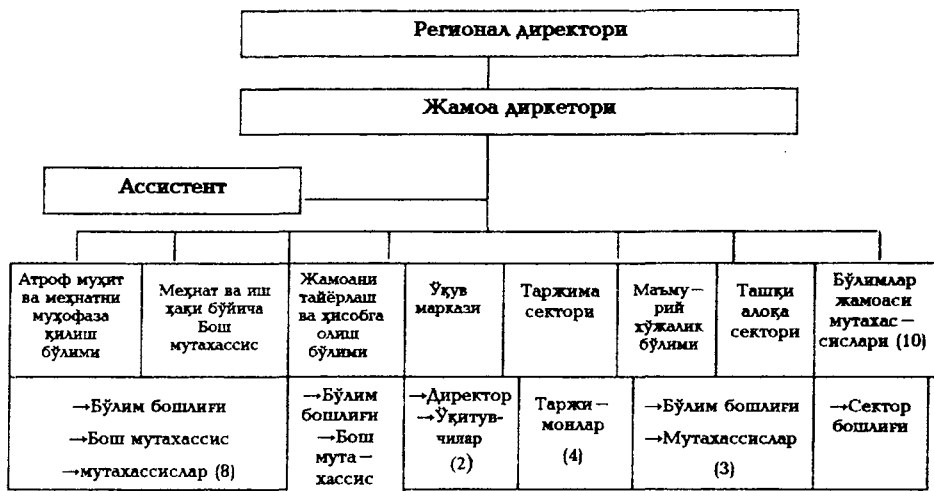 Регионал директори
Жамоа диркетори
Ассистент
Атроф муҳит
ва меҳнатни
муҳофаза
қилиш
бўлими
Меҳнат ва иш
ҳақи бўйича
Бош
мутахассис
Жамоани
тайёрлаш
ва ҳисобга
олиш
бўлими
Ўқув
маркази
Таржима
сектори
Маъму-
рий
хўжалик
бўлими
Ташқи
алоқа
сектори
Бўлимлар
жамоаси
мутахас–
сислари (10)
→Бўлим бошлиғи
→Бош мутахассис
→мутахассислар (8)
→Бўлим
бошлиғи
→Бош
мута–
хассис
→Директор
→Ўқитув-
чилар
(2)
Таржи–
монлар
(4)
→Бўлим бошлиғи
→Мутахассислар
(3)
→Сектор
бошлиғи